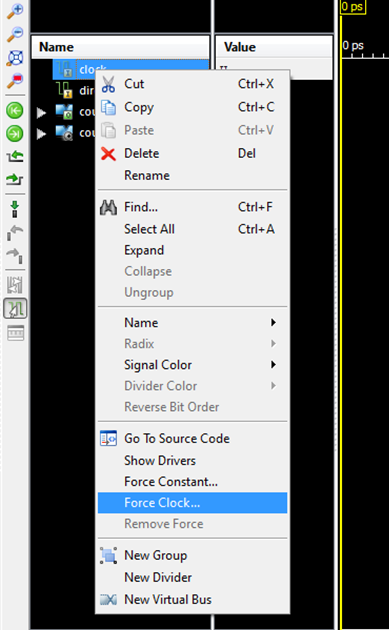 0 ps
Name Value
0 ps
clock
dir
cou
cou
Cut Ctrl+X
Copy Ctrl+C
Paste Ctrl+V
Delete Del
Rename
Find... Ctrl+F
Select All Ctrl+A
Expand
Collapse
Ungroup
Name
Radix
Signal Color
Divider Color
Reverse Bit Order
Go To Source Code
Show Drivers
Force Constant...
Force Clock...
Remove Force
New Group
New Divider
New Virtual Bus